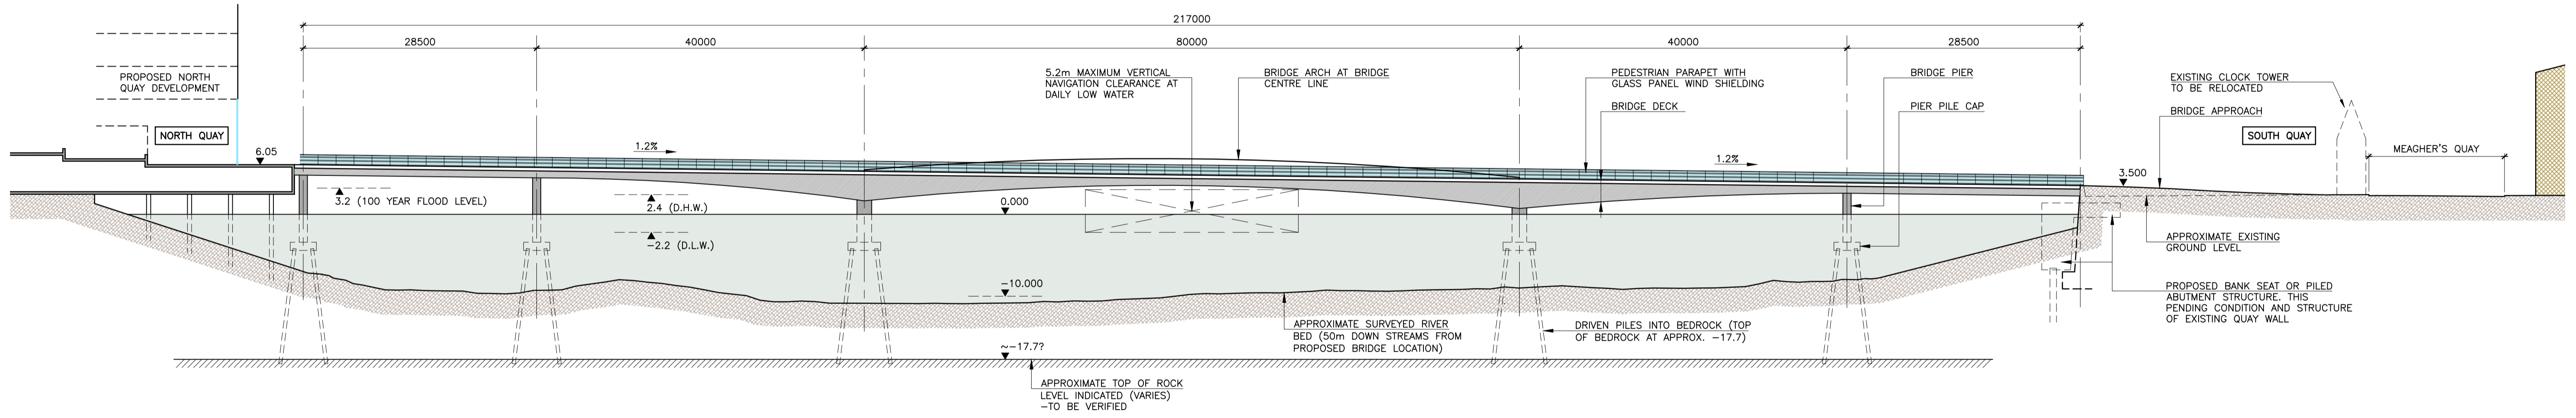 217000
28500
40000
80000
40000
28500
PROPOSED NORTH
QUAY DEVELOPMENT
5.2m MAXIMUM VERTICAL
NAVIGATION CLEARANCE AT
DAILY LOW WATER
BRIDGE ARCH AT BRIDGE
CENTRE LINE
PEDESTRIAN PARAPET WITH
GLASS PANEL WIND SHIELDING
BRIDGE DECK
BRIDGE PIER
PIER PILE CAP
EXISTING CLOCK TOWER
TO BE RELOCATED
BRIDGE APPROACH
NORTH QUAY
SOUTH QUAY
6.05
1.2%
1.2%
MEAGHER'S QUAY
3.500
3.2 (100 YEAR FLOOD LEVEL)
2.4 (D.H.W.)
0.000
-2.2 (D.L.W.)
APPROXIMATE EXISTING
GROUND LEVEL
-10.000
PROPOSED BANK SEAT OR PILED
ABUTMENT STRUCTURE. THIS
PENDING CONDITION AND STRUCTURE
OF EXISTING QUAY WALL
APPROXIMATE SURVEYED RIVER
BED (50m DOWN STREAMS FROM
PROPOSED BRIDGE LOCATION)
DRIVEN PILES INTO BEDROCK (TOP
OF BEDROCK AT APPROX. -17.7)
~-17.7?
APPROXIMATE TOP OF ROCK
LEVEL INDICATED (VARIES)
-TO BE VERIFIED